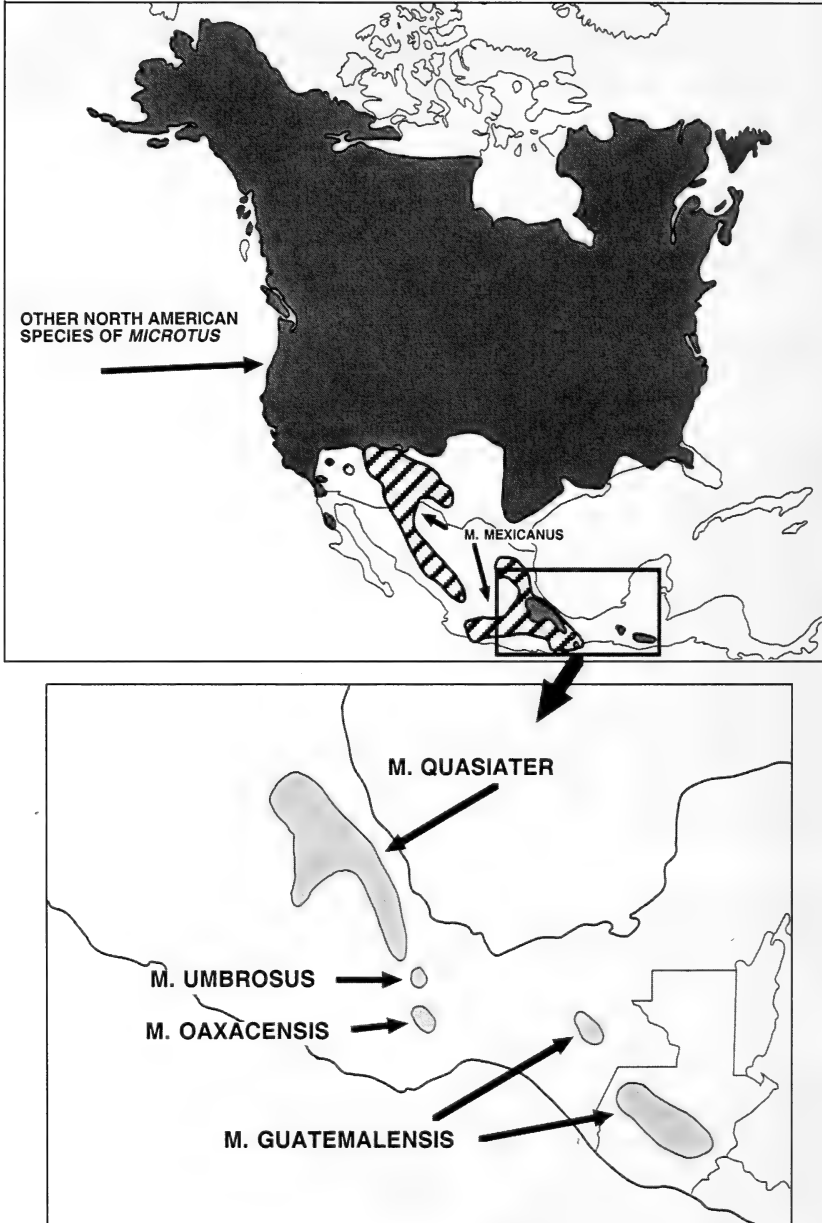 OTHER NORTH AMERICAN
SPECIES OF MICROTUS
M. MEXICANUS
M. QUASIATER
M. UMBROSUS
M. OAXACENSIS
M. GUATEMALENSIS